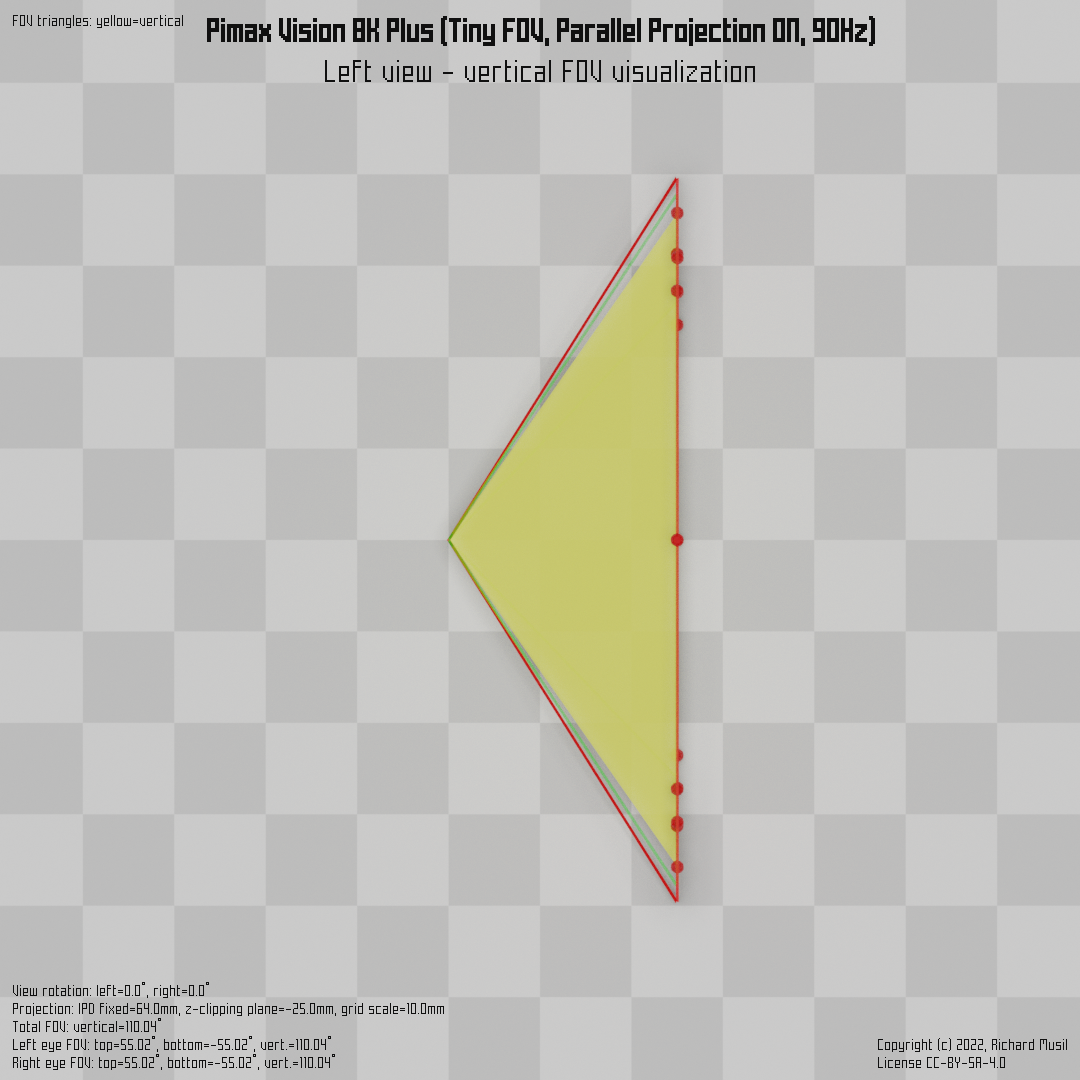 FOV triangles: yellow=vertical
Pimax Vision 8K Plus (Tiny FOV, Parallel Projection ON, 90Hz)
Left view - vertical FOV visualization
View rotation: left=0.0°, right=0.0°
Projection: IPD fixed=64.0mm, z-clipping plane=-25.0mm, grid scale=10.0mm
Total FOV: vertical=110.04°
Left eye FOV: top=55.02°, bottom=-55.02°, vert.=110.04°
Right eye FOV: top=55.02°, bottom=-55.02°, vert.=110.04°
Copyright (c) 2022, Richard Musil
License CC-BY-SA-4.0